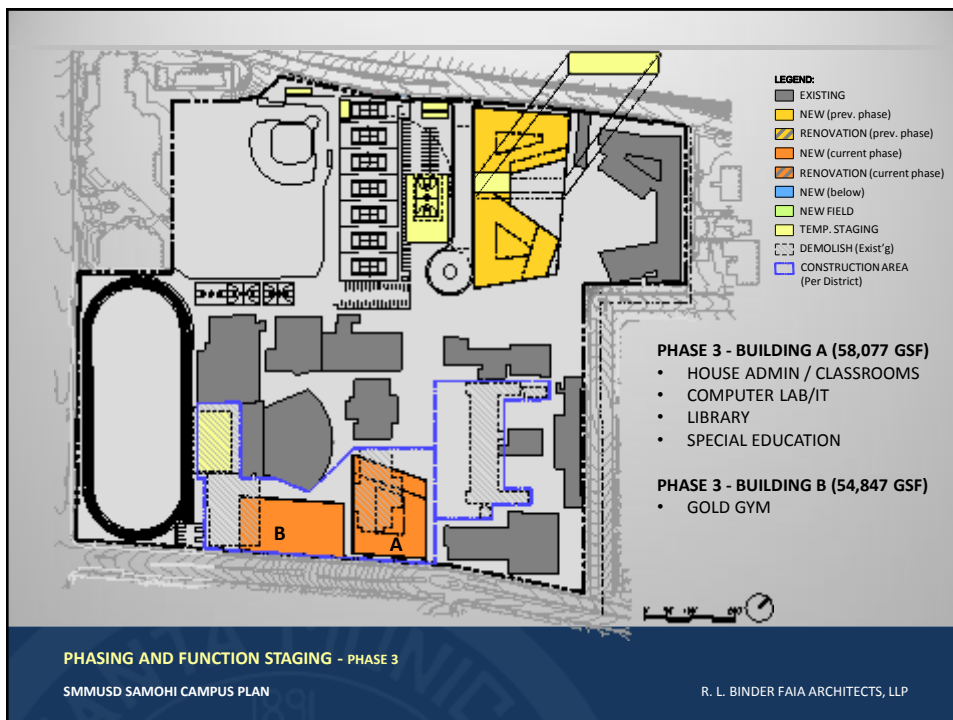 LEGEND:
EXISTING
NEW (prev. phase)
RENOVATION (prev. phase)
NEW (current phase)
RENOVATION (current phase)
NEW (below)
NEW FIELD
TEMP. STAGING
DEMOLISH (Exist'g)
CONSTRUCTION AREA
(Per District)
PHASE 3 - BUILDING A (58,077 GSF)
• HOUSE ADMIN / CLASSROOMS
• COMPUTER LAB/IT
• LIBRARY
• SPECIAL EDUCATION
PHASE 3 - BUILDING B (54,847 GSF)
• GOLD GYM
B
A
PHASING AND FUNCTION STAGING - PHASE 3
SMMUSD SAMOHI CAMPUS PLAN
R. L. BINDER FAIA ARCHITECTS, LLP